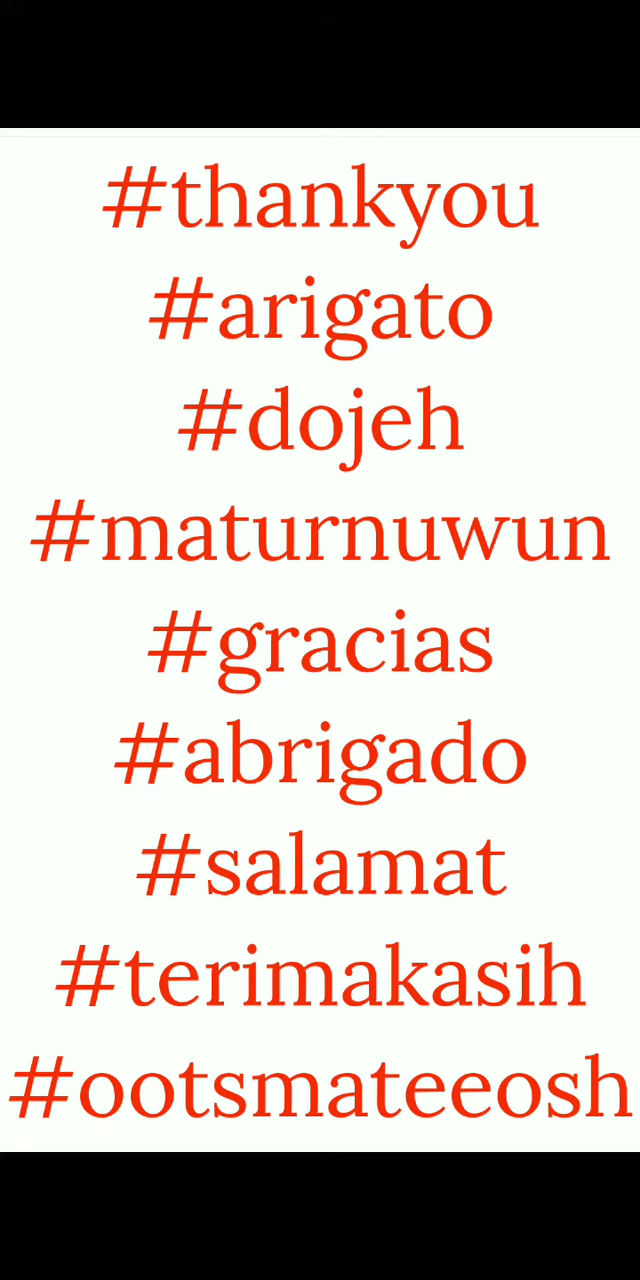 #thankyou
#arigato
#dojeh
#maturnuwun
#gracias
#abrigado
#salamat
#terimakasih
#ootsmateeosh